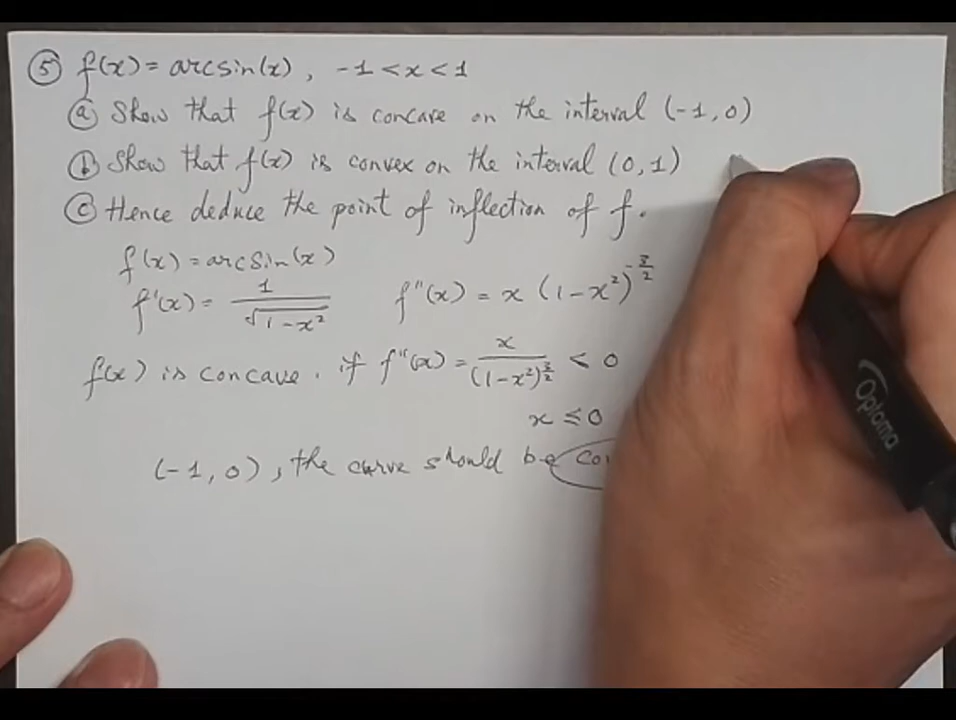 ⑤ f(x) = arcsin(x), -1 < x < 1
ⓐ Show that f(x) is concave on the interval (-1, 0)
ⓑ Show that f(x) is convex on the interval (0, 1)
ⓒ Hence deduce the point of inflection of f.
f(x) = arcsin(x)
f'(x) = 1/√(1-x²) f''(x) = x (1-x²)^(-3/2)
f(x) is concave. if f''(x) = x/(1-x²)^(3/2) < 0
x ≤ 0
(-1, 0), the curve should be
Optoma